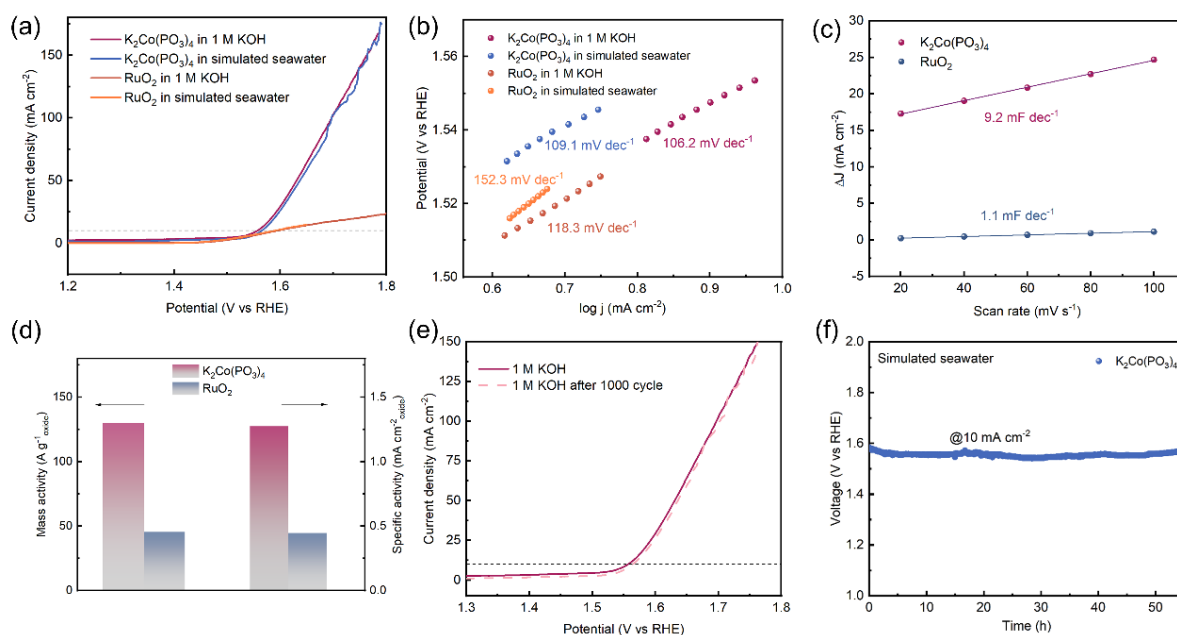 (a)
K₂Co(PO₃)₄ in 1 M KOH
K₂Co(PO₃)₄ in simulated seawater
RuO₂ in 1 M KOH
RuO₂ in simulated seawater
Current density (mA cm⁻²)
150
100
50
0
1.2 1.4 1.6 1.8
Potential (V vs RHE)
(b)
K₂Co(PO₃)₄ in 1 M KOH
K₂Co(PO₃)₄ in simulated seawater
RuO₂ in 1 M KOH
RuO₂ in simulated seawater
109.1 mV dec⁻¹
106.2 mV dec⁻¹
152.3 mV dec⁻¹
118.3 mV dec⁻¹
Potential (V vs RHE)
1.56
1.54
1.52
1.50
0.6 0.7 0.8 0.9 1.0
log j (mA cm⁻²)
(c)
K₂Co(PO₃)₄
RuO₂
9.2 mF dec⁻¹
1.1 mF dec⁻¹
ΔJ (mA cm⁻²)
30
25
20
15
10
5
0
-5
20 40 60 80 100
Scan rate (mV s⁻¹)
(d)
K₂Co(PO₃)₄
RuO₂
Mass activity (A g⁻¹oxide)
150
100
50
0
1.5
1.2
0.9
0.6
0.3
0.0
Specific activity (mA cm⁻²oxide)
(e)
1 M KOH
1 M KOH after 1000 cycle
Current density (mA cm⁻²)
150
125
100
75
50
25
0
1.3 1.4 1.5 1.6 1.7 1.8
Potential (V vs RHE)
(f)
Simulated seawater
K₂Co(PO₃)₄
@10 mA cm⁻²
Voltage (V vs RHE)
2.0
1.8
1.6
1.4
1.2
1.0
0 10 20 30 40 50
Time (h)